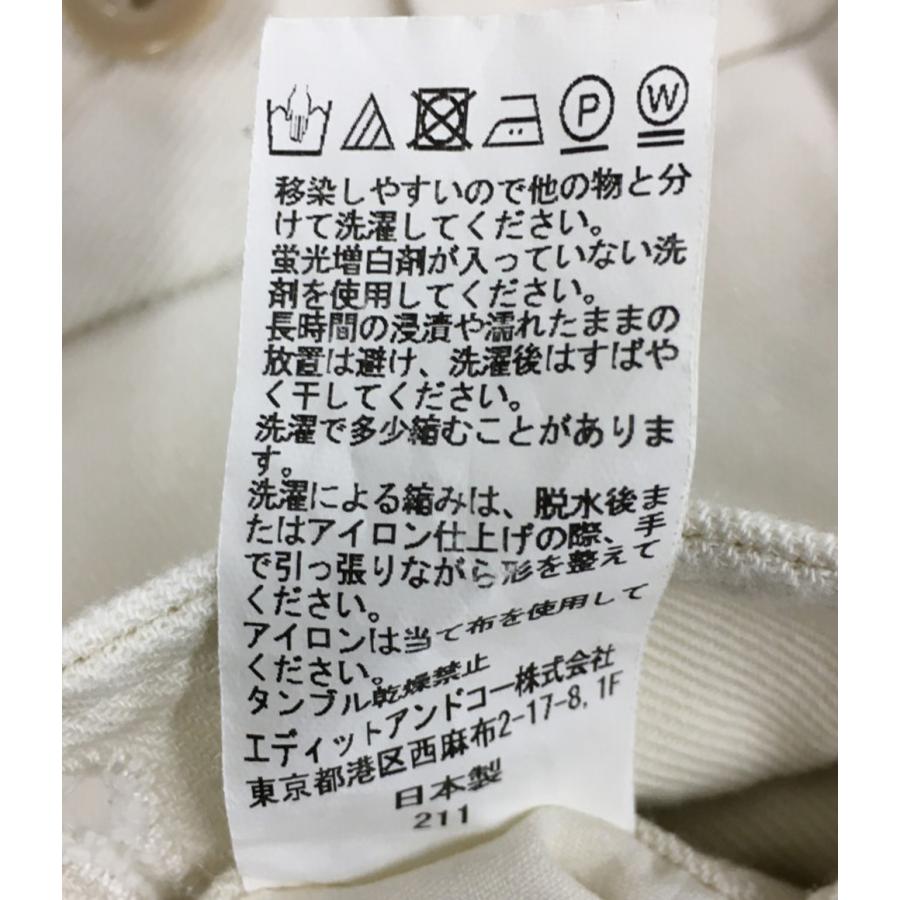 P W
移染しやすいので他の物と分
けて洗濯してください。
蛍光増白剤が入っていない洗
剤を使用してください。
長時間の浸漬や濡れたままの
放置は避け、洗濯後はすばや
く干してください。
洗濯で多少縮むことがありま
す。
洗濯による縮みは、脱水後ま
たはアイロン仕上げの際、手
で引っ張りながら形を整えて
ください。
アイロンは当て布を使用して
ください。
タンブル乾燥禁止
エディットアンドコー株式会社
東京都港区西麻布2-17-8,1F
日本製
211